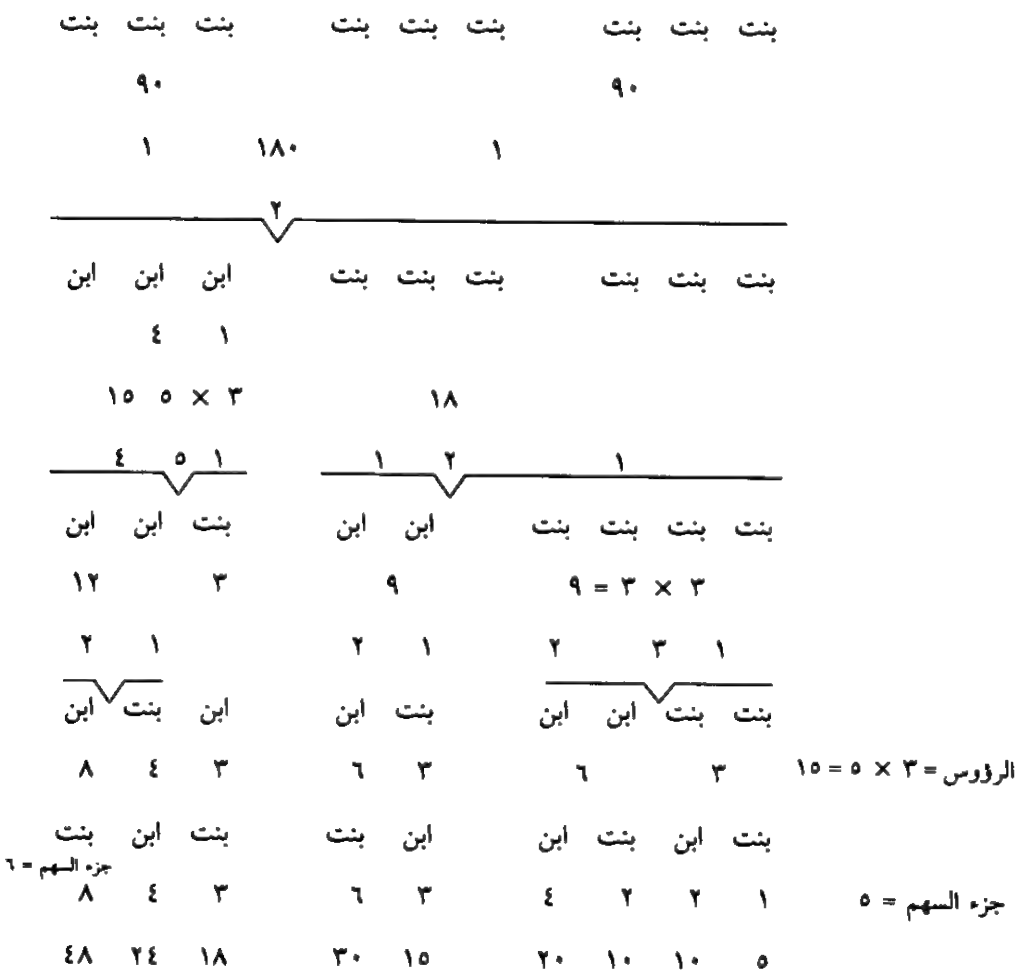 بنت بنت بنت بنت بنت بنت بنت بنت بنت
٩٠ ٩٠
١ ١٨٠ ١
٢
بنت بنت بنت بنت بنت بنت ابن ابن ابن
١ ٤
١٨ ٣ × ٥ ١٥
١ ٢ ١ ١ ٥ ٤
بنت بنت بنت بنت ابن ابن بنت ابن ابن
٣ × ٣ = ٩ ٩ ٣ ١٢
١ ٣ ٢ ١ ٢ ١ ٢
بنت بنت ابن ابن بنت ابن ابن بنت ابن
الرؤوس = ٣ × ٥ = ١٥ ٣ ٦ ٣ ٦ ٣ ٤ ٨
بنت ابن بنت ابن ابن بنت بنت ابن بنت
جزء السهم = ٦
جزء السهم = ٥ ١ ٢ ٢ ٤ ٣ ٦ ٣ ٤ ٨
٥ ١٠ ١٠ ٢٠ ١٥ ٣٠ ١٨ ٢٤ ٤٨